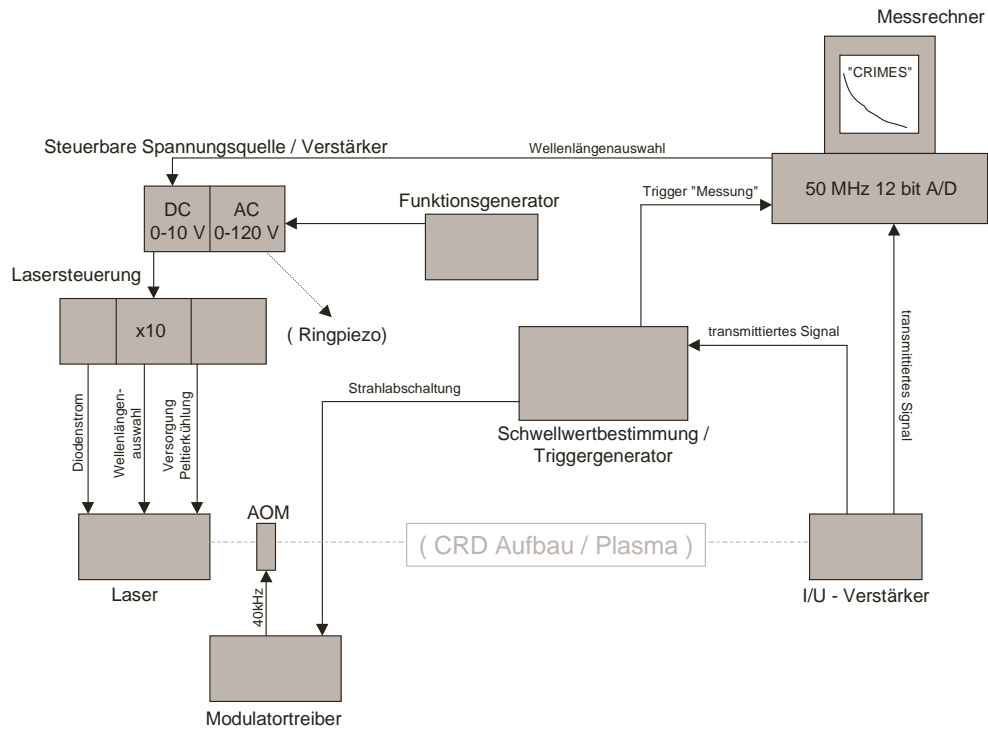 Messrechner
"CRIMES"
Steuerbare Spannungsquelle / Verstärker
Wellenlängenauswahl
50 MHz 12 bit A/D
Trigger "Messung"
DC
0-10 V
AC
0-120 V
Funktionsgenerator
Lasersteuerung
x10
( Ringpiezo)
transmittiertes Signal
transmittiertes Signal
Strahlabschaltung
Schwellwertbestimmung /
Triggergenerator
Diodenstrom
Wellenlängen-
auswahl
Versorgung
Peltierkühlung
AOM
( CRD Aufbau / Plasma )
Laser
I/U - Verstärker
40kHz
Modulatortreiber